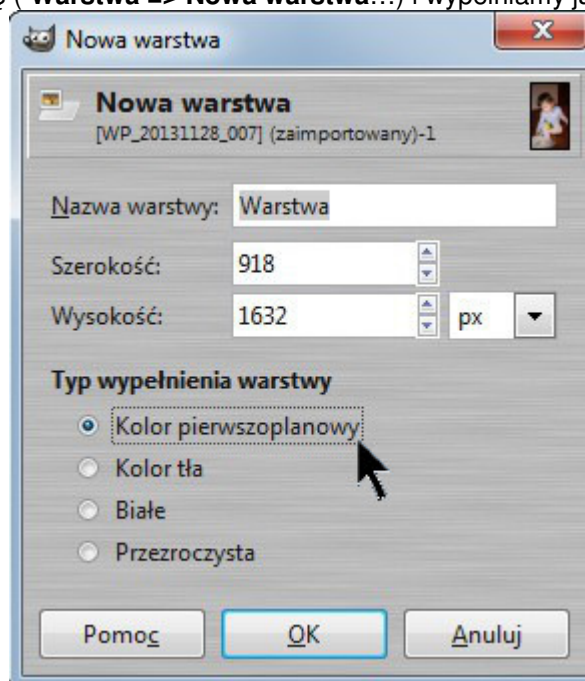 (Warstwa => Nowa warstwa…) i wypełniamy ją
Nowa warstwa
Nowa warstwa
[WP_20131128_007] (zaimportowany)-1
Nazwa warstwy: Warstwa
Szerokość: 918
Wysokość: 1632 px
Typ wypełnienia warstwy
Kolor pierwszoplanowy
Kolor tła
Białe
Przezroczysta
Pomoc OK Anuluj